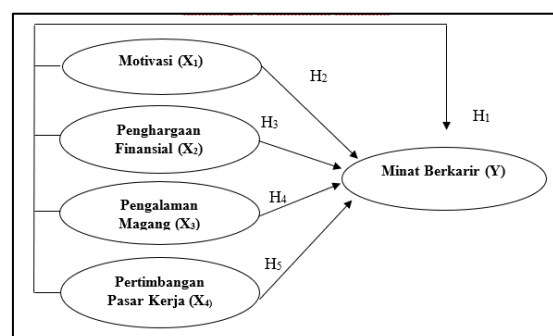 Motivasi (X₁)
H₂
Penghargaan
Finansial (X₂)
H₃
H₁
Minat Berkarir (Y)
Pengalaman
Magang (X₃)
H₄
Pertimbangan
Pasar Kerja (X₄)
H₅